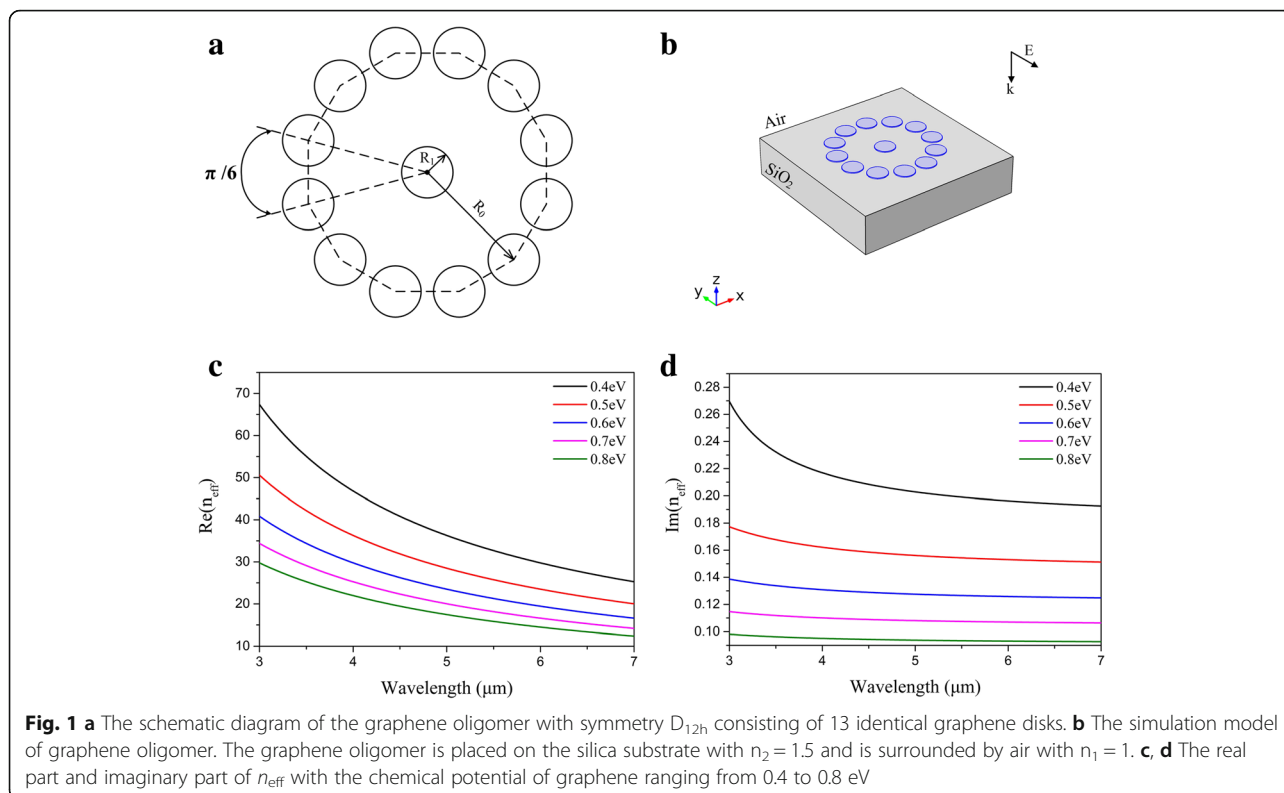 a
R₁
π /6
R₀
b
E
k
Air
SiO₂
z
y
x
c
70
60
50
40
30
20
10
3
4
5
6
7
Re(n_eff)
Wavelength (μm)
0.4eV
0.5eV
0.6eV
0.7eV
0.8eV
d
0.28
0.26
0.24
0.22
0.20
0.18
0.16
0.14
0.12
0.10
3
4
5
6
7
Im(n_eff)
Wavelength (μm)
0.4eV
0.5eV
0.6eV
0.7eV
0.8eV
Fig. 1 a The schematic diagram of the graphene oligomer with symmetry D₁₂ₕ consisting of 13 identical graphene disks. b The simulation model
of graphene oligomer. The graphene oligomer is placed on the silica substrate with n₂ = 1.5 and is surrounded by air with n₁ = 1. c, d The real
part and imaginary part of n_eff with the chemical potential of graphene ranging from 0.4 to 0.8 eV